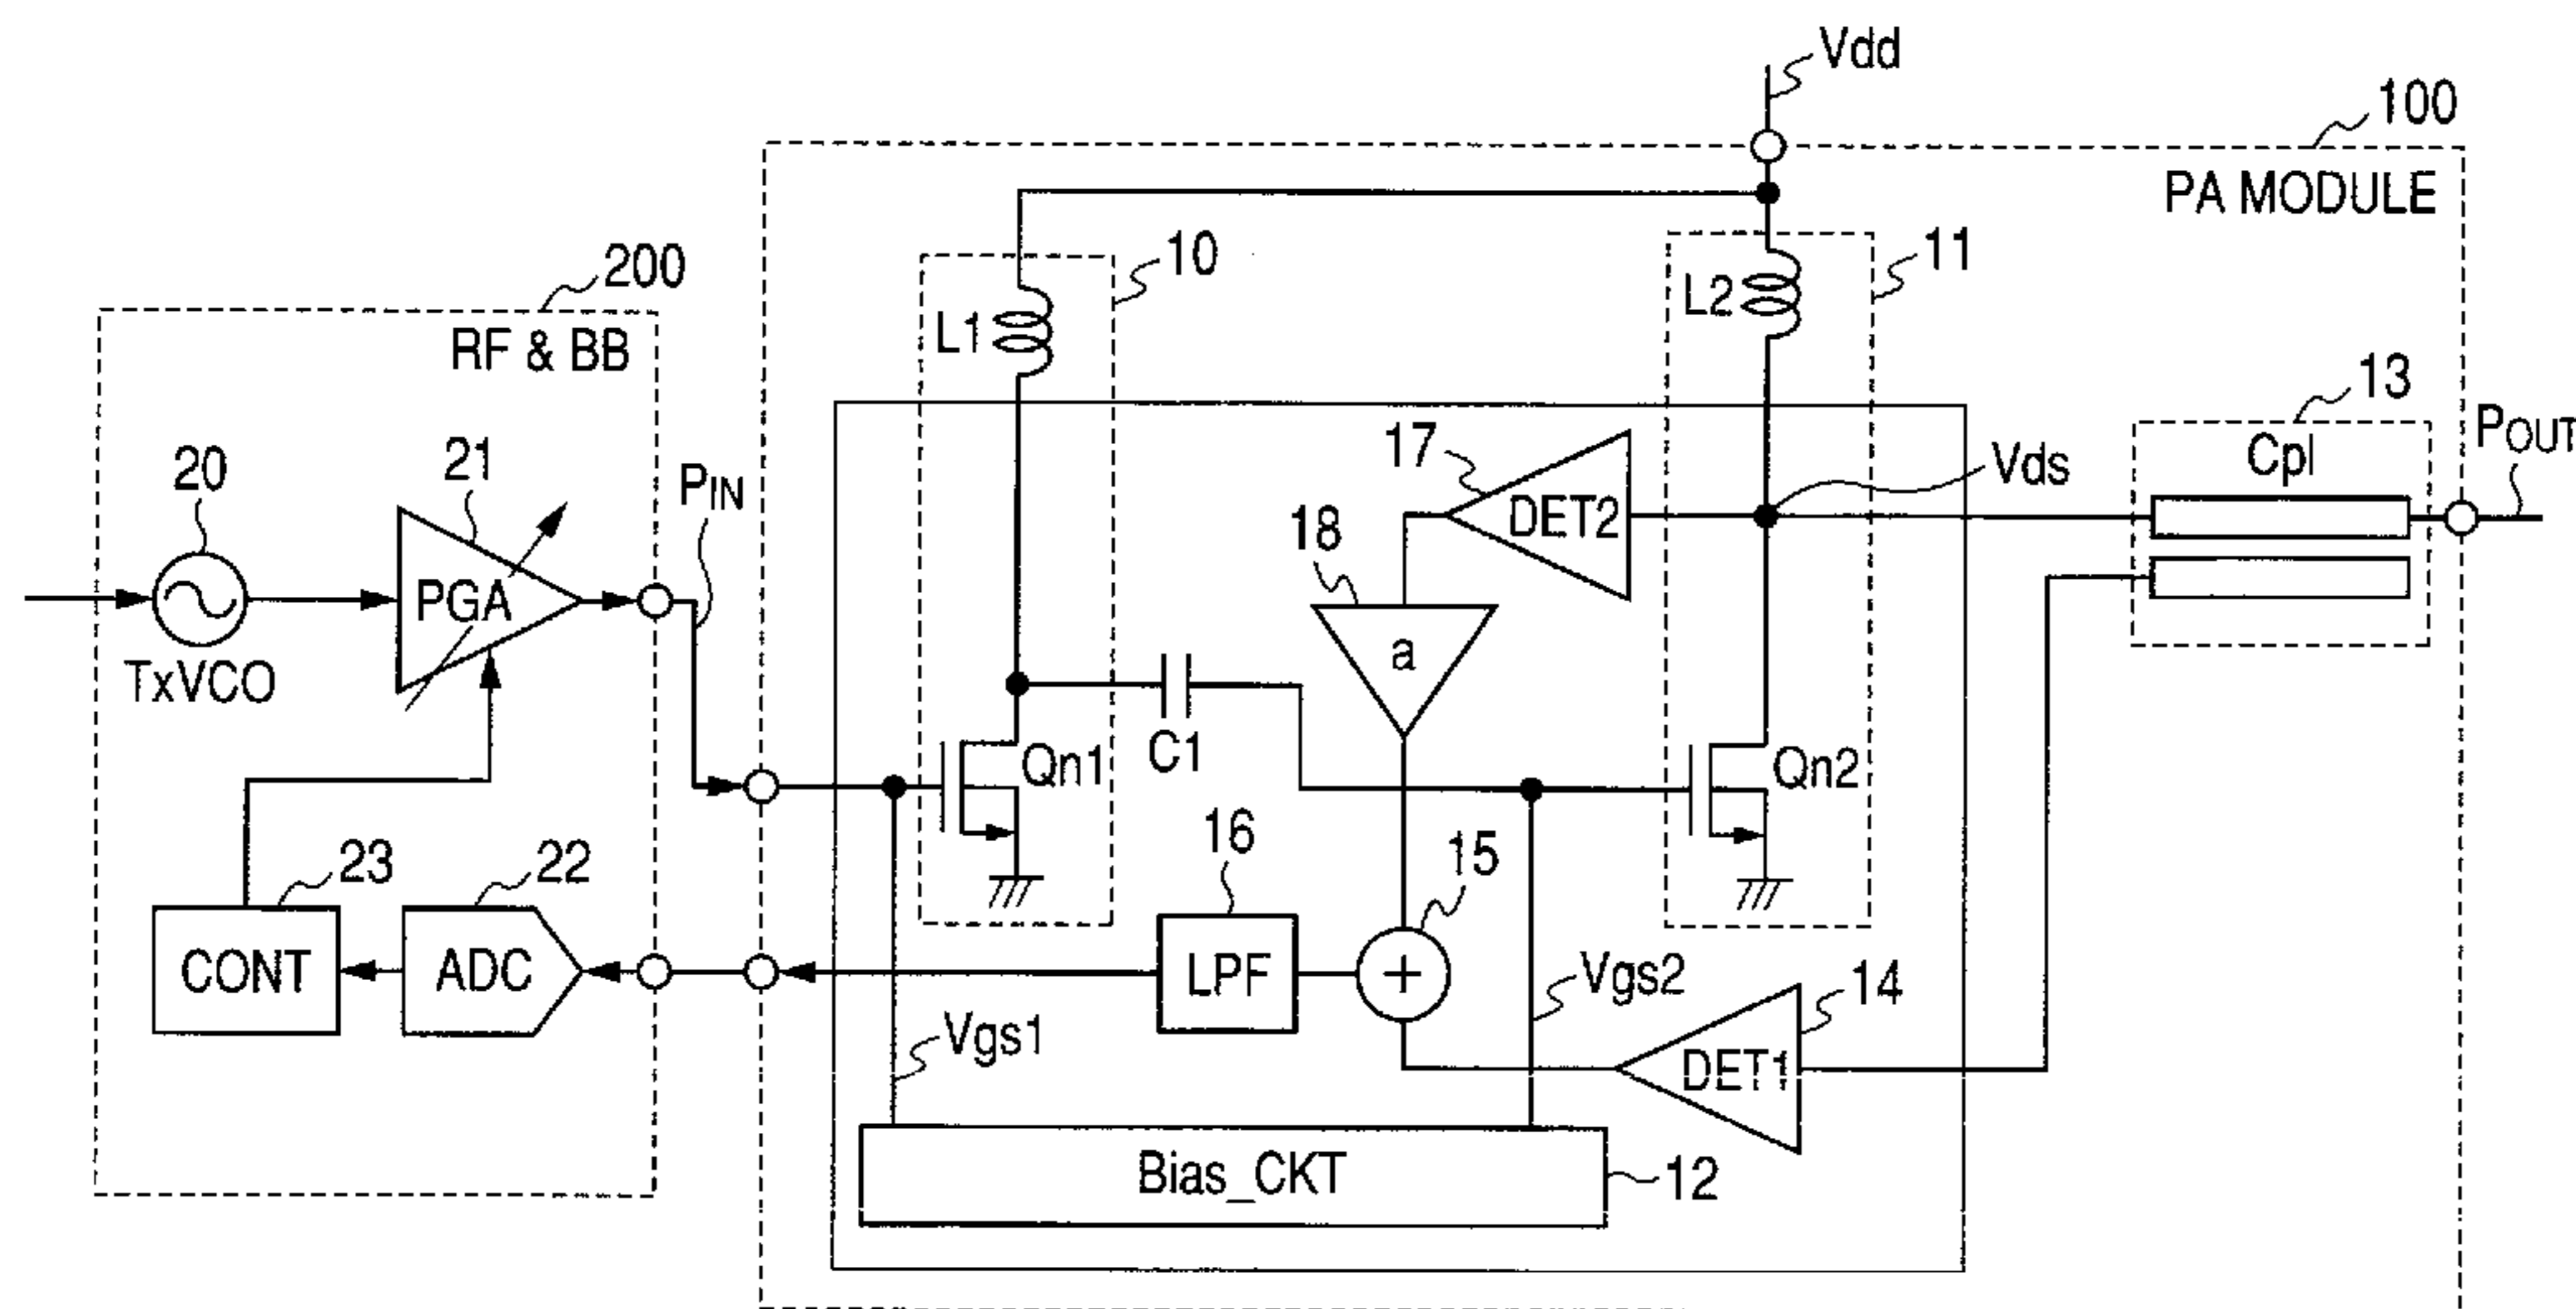 Vdd
100
PA MODULE
200
RF & BB
10
11
L1
L2
13
Cpl
POUT
20
21
PIN
17
DET2
Vds
18
PGA
a
TxVCO
C1
Qn1
Qn2
23
22
16
15
CONT
ADC
LPF
+
Vgs1
Vgs2
14
DET1
Bias_CKT
12